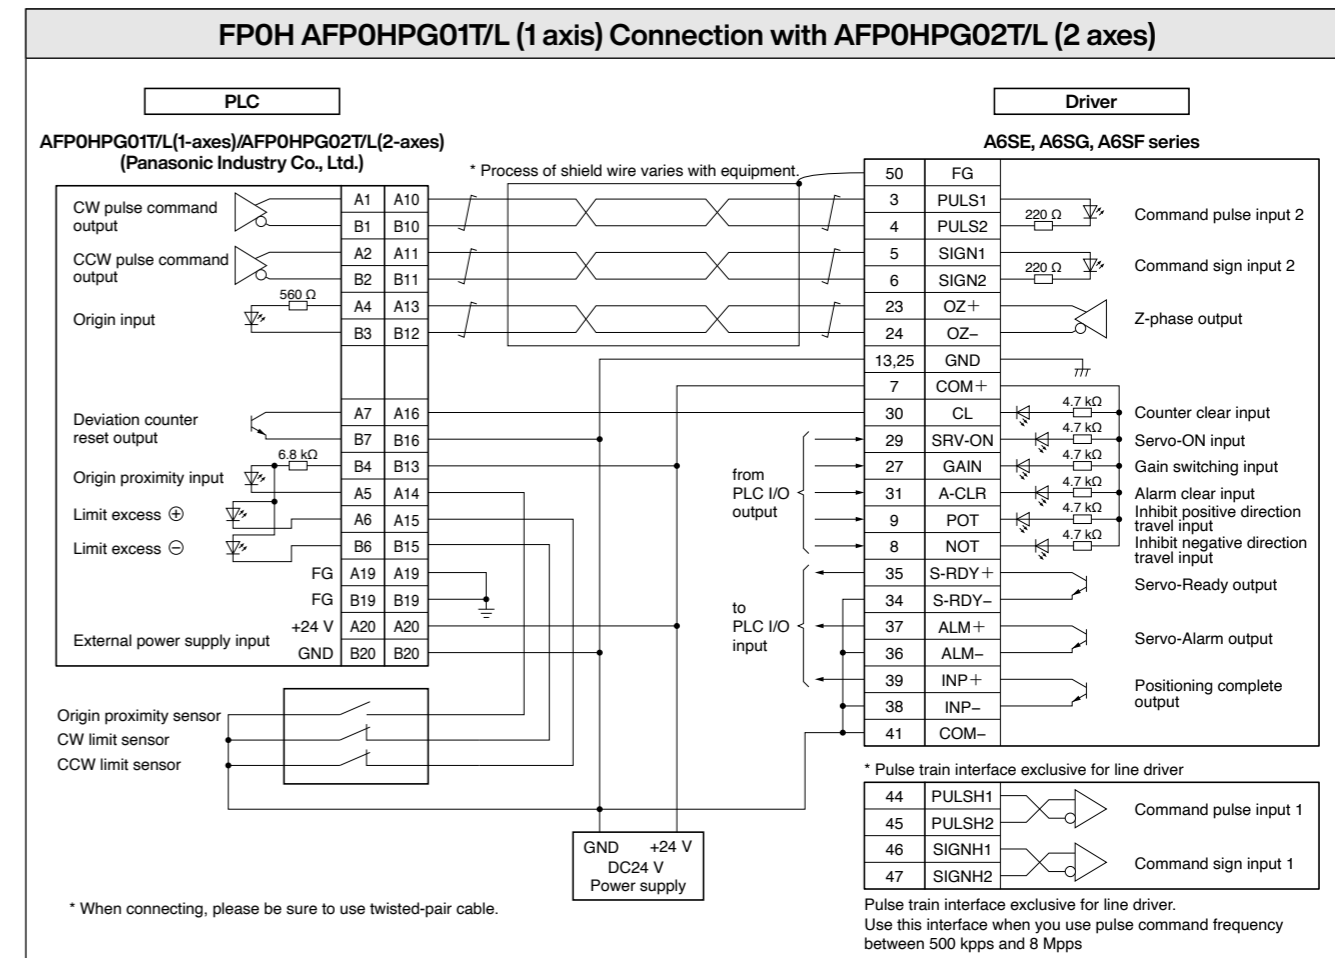 FP0H AFP0HPG01T/L (1 axis) Connection with AFP0HPG02T/L (2 axes)
PLC
AFP0HPG01T/L(1-axes)/AFP0HPG02T/L(2-axes)
(Panasonic Industry Co., Ltd.)
Driver
A6SE, A6SG, A6SF series
* Process of shield wire varies with equipment.
CW pulse command
output
A1 A10
B1 B10
CCW pulse command
output
A2 A11
B2 B11
560 Ω
Origin input
A4 A13
B3 B12
Deviation counter
reset output
A7 A16
B7 B16
6.8 kΩ
Origin proximity input
B4 B13
A5 A14
Limit excess ⊕
A6 A15
Limit excess ⊖
B6 B15
FG A19 A19
FG B19 B19
External power supply input
+24 V A20 A20
GND B20 B20
Origin proximity sensor
CW limit sensor
CCW limit sensor
GND +24 V
DC24 V
Power supply
from
PLC I/O
output
to
PLC I/O
input
50 FG
3 PULS1
4 PULS2
220 Ω
Command pulse input 2
5 SIGN1
6 SIGN2
220 Ω
Command sign input 2
23 OZ+
24 OZ−
Z-phase output
13,25 GND
7 COM+
30 CL 4.7 kΩ Counter clear input
29 SRV-ON 4.7 kΩ Servo-ON input
27 GAIN 4.7 kΩ Gain switching input
31 A-CLR 4.7 kΩ Alarm clear input
9 POT 4.7 kΩ Inhibit positive direction
travel input
8 NOT 4.7 kΩ Inhibit negative direction
travel input
35 S-RDY+
34 S-RDY−
Servo-Ready output
37 ALM+
36 ALM−
Servo-Alarm output
39 INP+
38 INP−
Positioning complete
output
41 COM−
* Pulse train interface exclusive for line driver
44 PULSH1
45 PULSH2
Command pulse input 1
46 SIGNH1
47 SIGNH2
Command sign input 1
Pulse train interface exclusive for line driver.
Use this interface when you use pulse command frequency
between 500 kpps and 8 Mpps
* When connecting, please be sure to use twisted-pair cable.